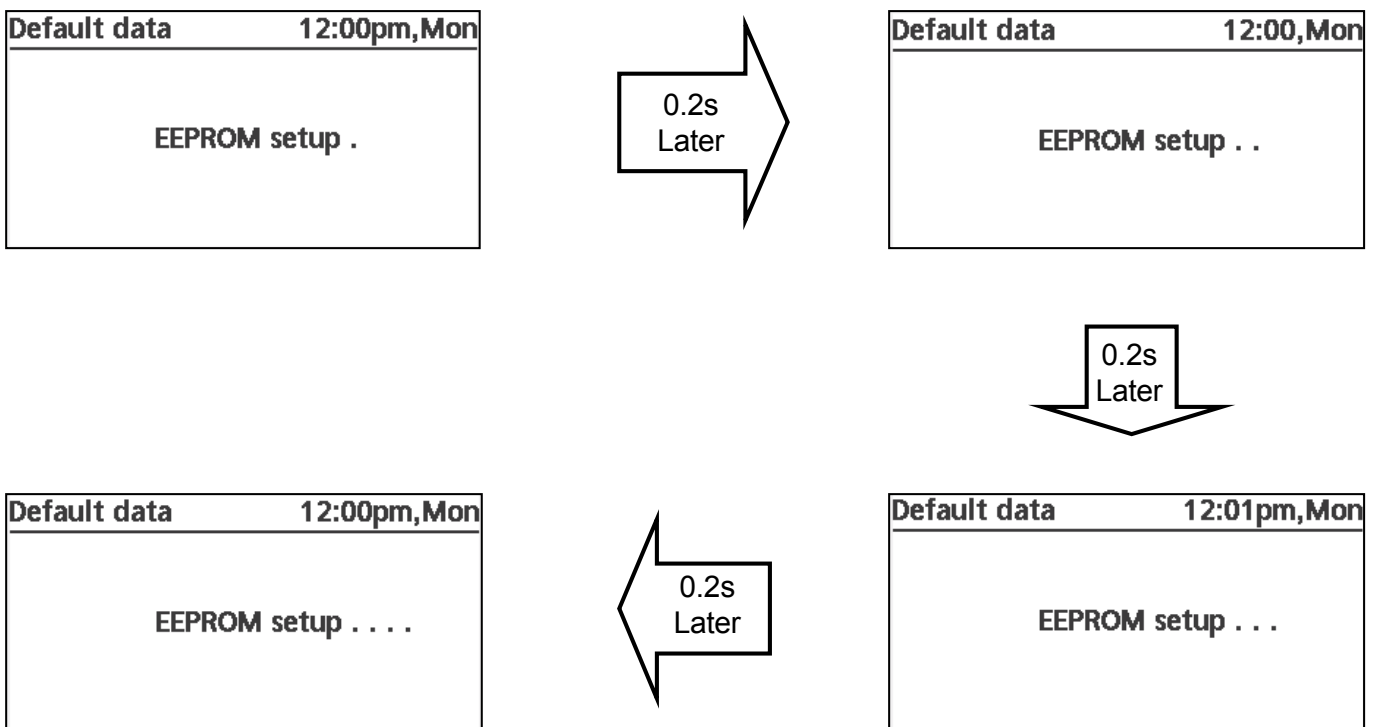 Default data 12:00pm,Mon
EEPROM setup .
0.2s
Later
Default data 12:00,Mon
EEPROM setup . .
0.2s
Later
Default data 12:01pm,Mon
EEPROM setup . . .
0.2s
Later
Default data 12:00pm,Mon
EEPROM setup . . . .